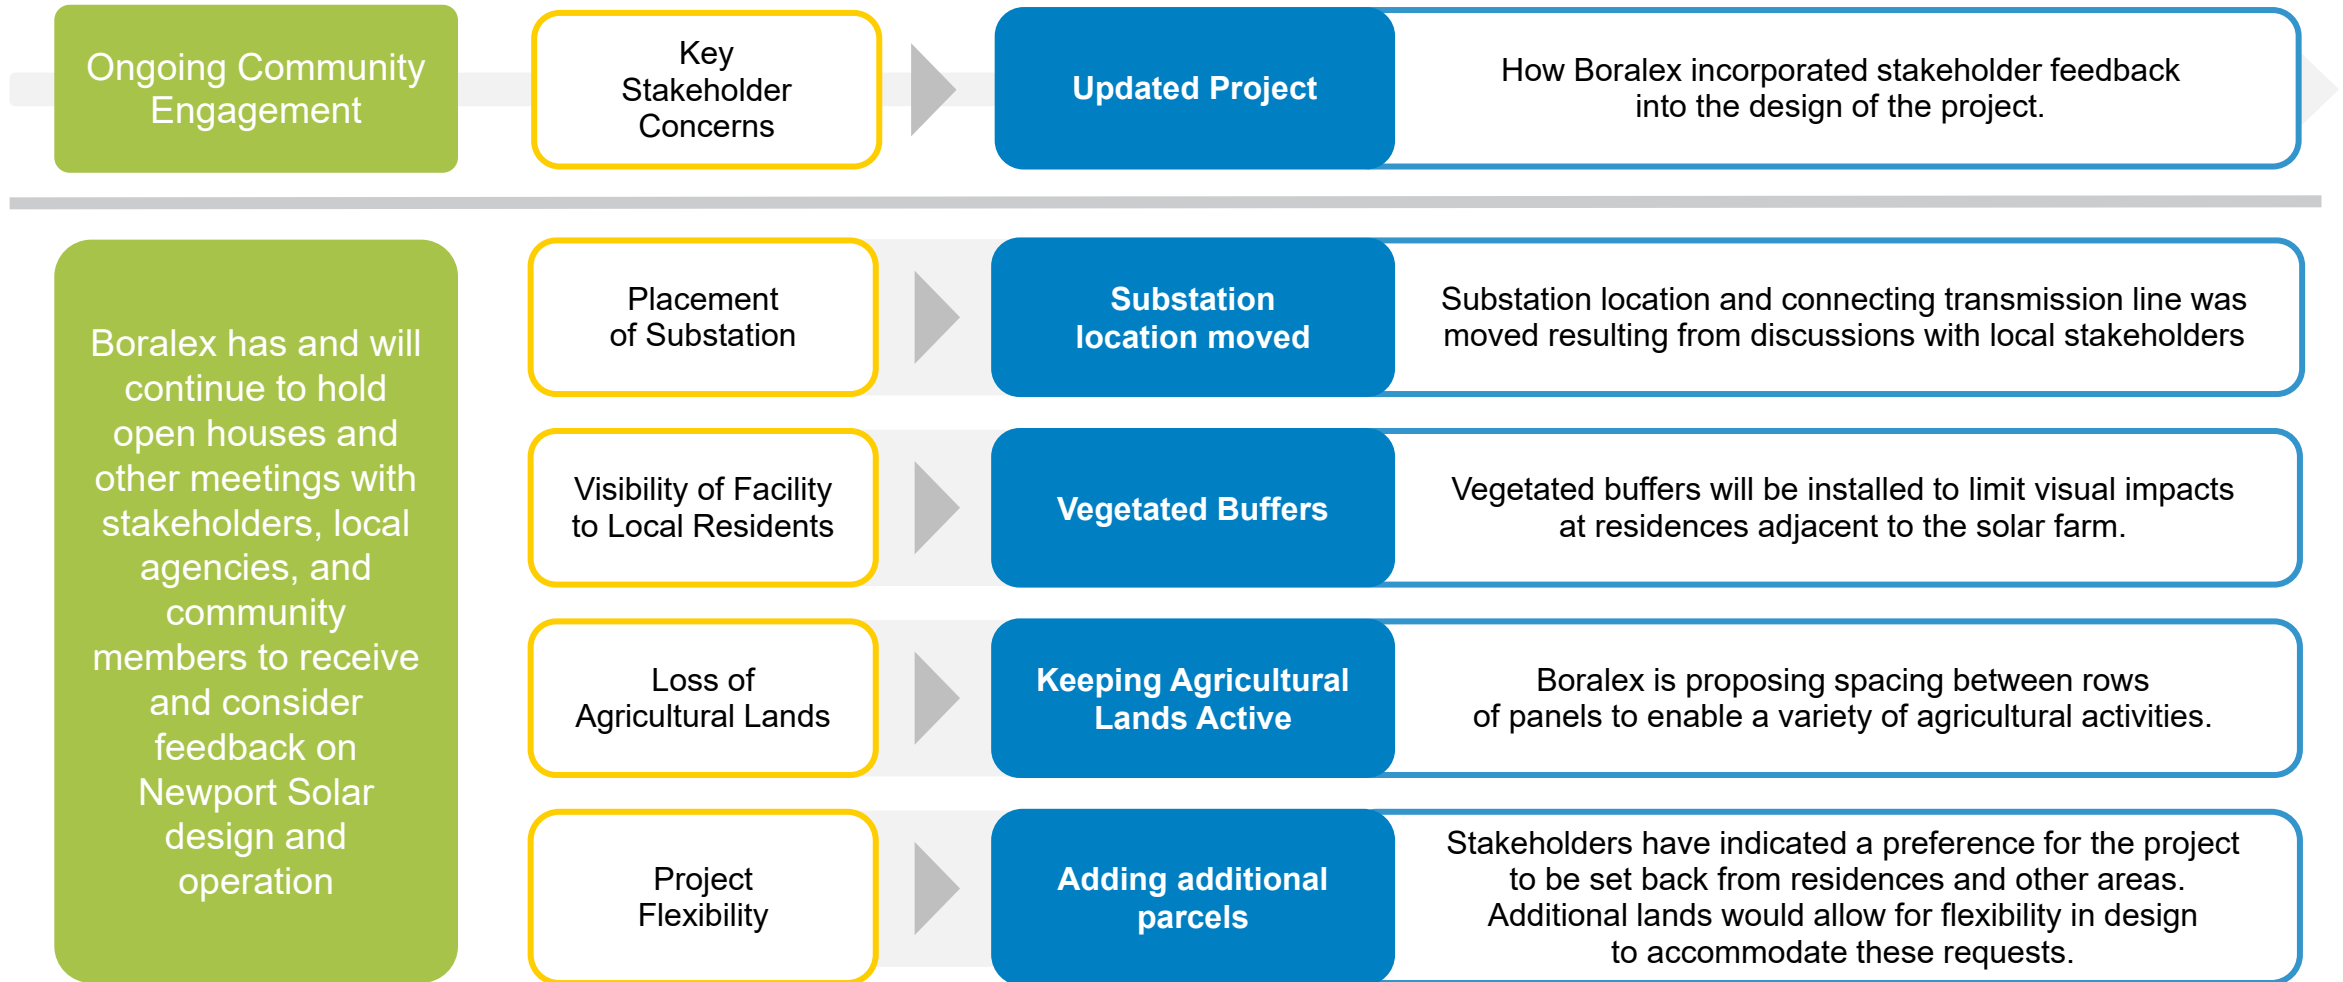 Ongoing Community
Engagement
Key
Stakeholder
Concerns
Updated Project
How Boralex incorporated stakeholder feedback
into the design of the project.
Boralex has and will
continue to hold
open houses and
other meetings with
stakeholders, local
agencies, and
community
members to receive
and consider
feedback on
Newport Solar
design and
operation
Placement
of Substation
Substation
location moved
Substation location and connecting transmission line was
moved resulting from discussions with local stakeholders
Visibility of Facility
to Local Residents
Vegetated Buffers
Vegetated buffers will be installed to limit visual impacts
at residences adjacent to the solar farm.
Loss of
Agricultural Lands
Keeping Agricultural
Lands Active
Boralex is proposing spacing between rows
of panels to enable a variety of agricultural activities.
Project
Flexibility
Adding additional
parcels
Stakeholders have indicated a preference for the project
to be set back from residences and other areas.
Additional lands would allow for flexibility in design
to accommodate these requests.